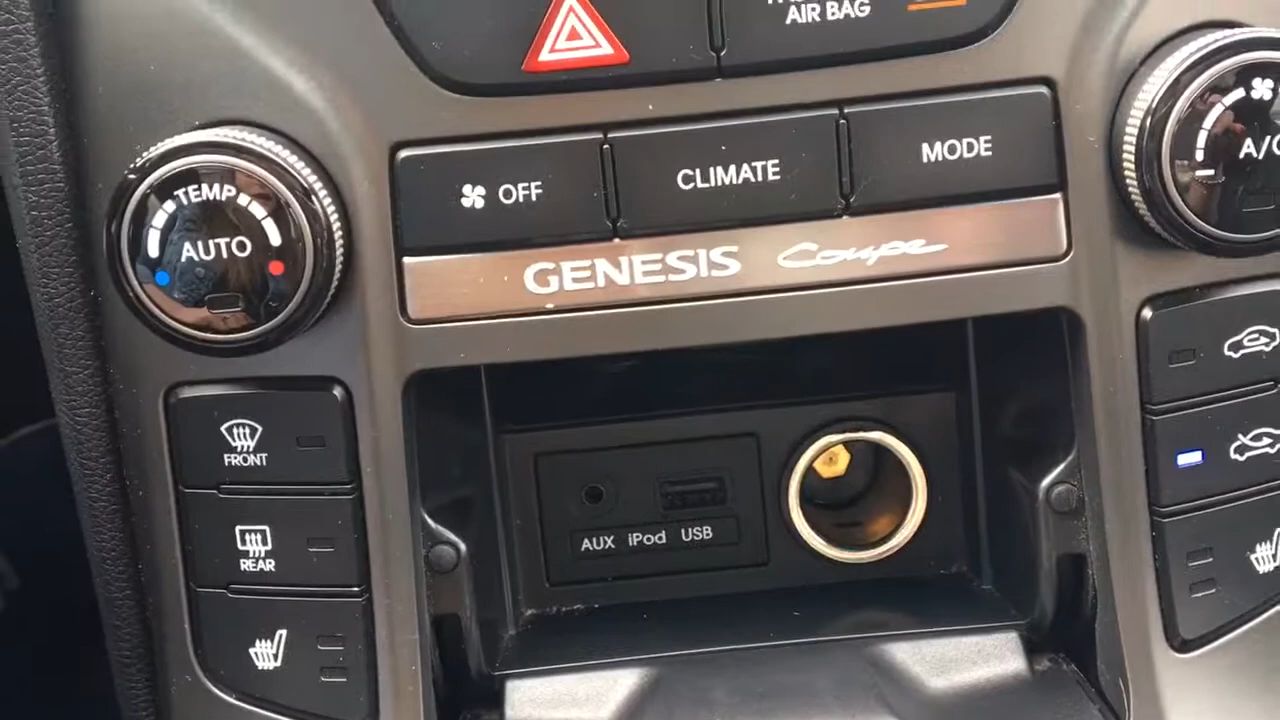 AIR BAG
OFF
CLIMATE
MODE
TEMP
AUTO
A/C
GENESIS Coupe
FRONT
REAR
AUX iPod USB